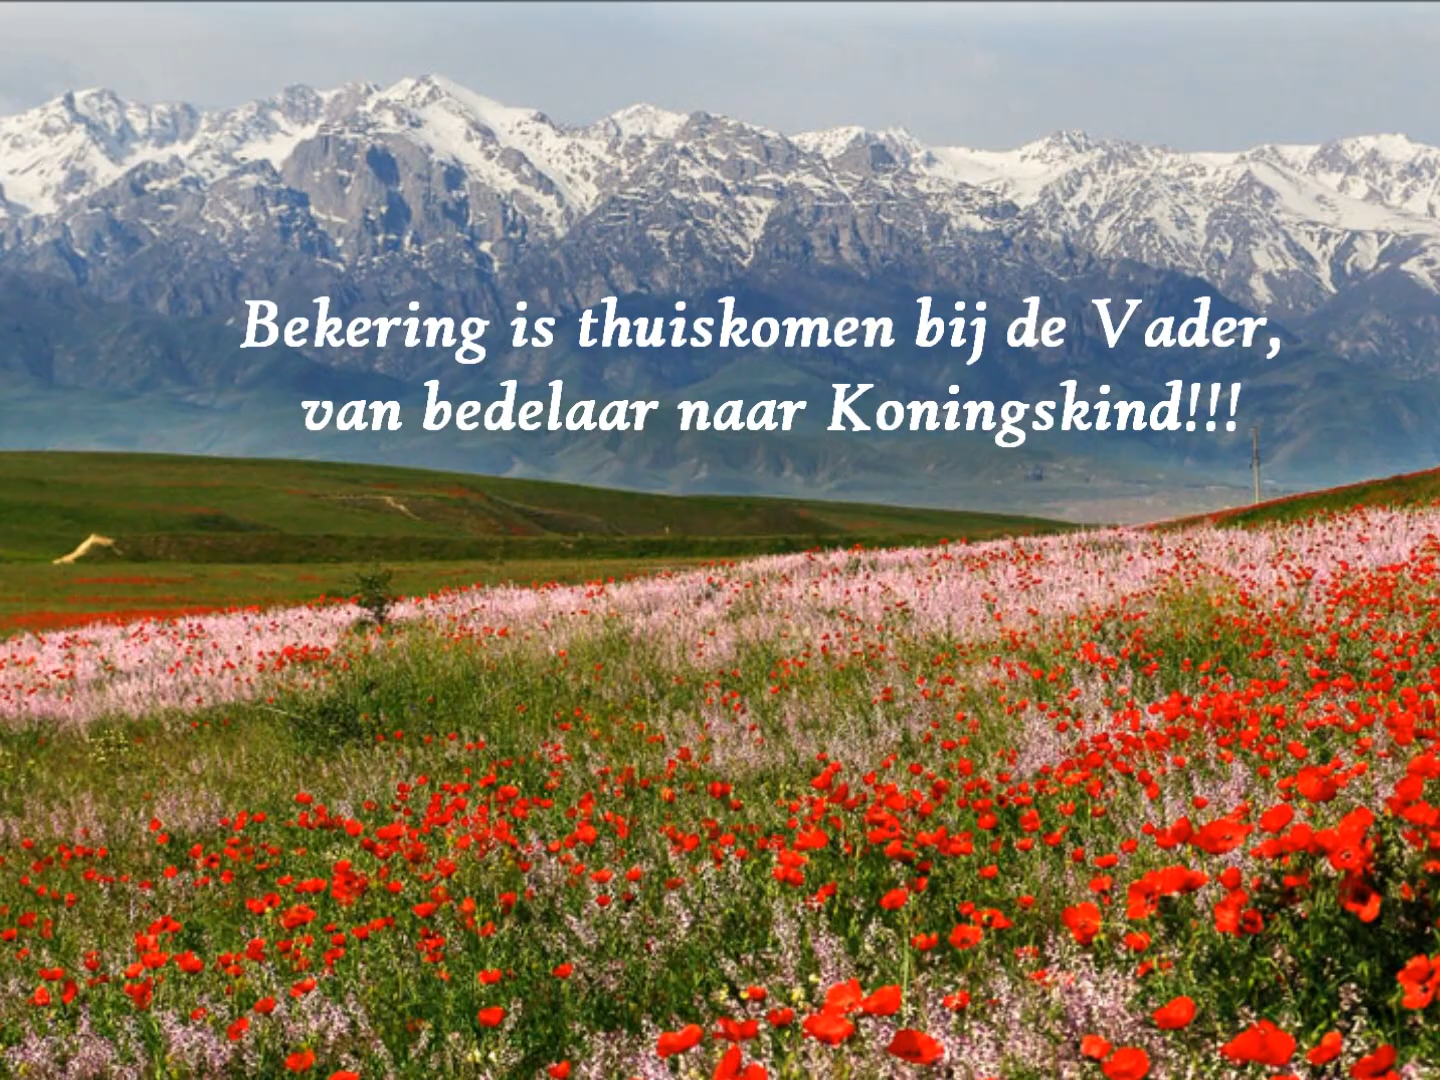 Bekering is thuiskomen bij de Vader,
van bedelaar naar Koningskind!!!